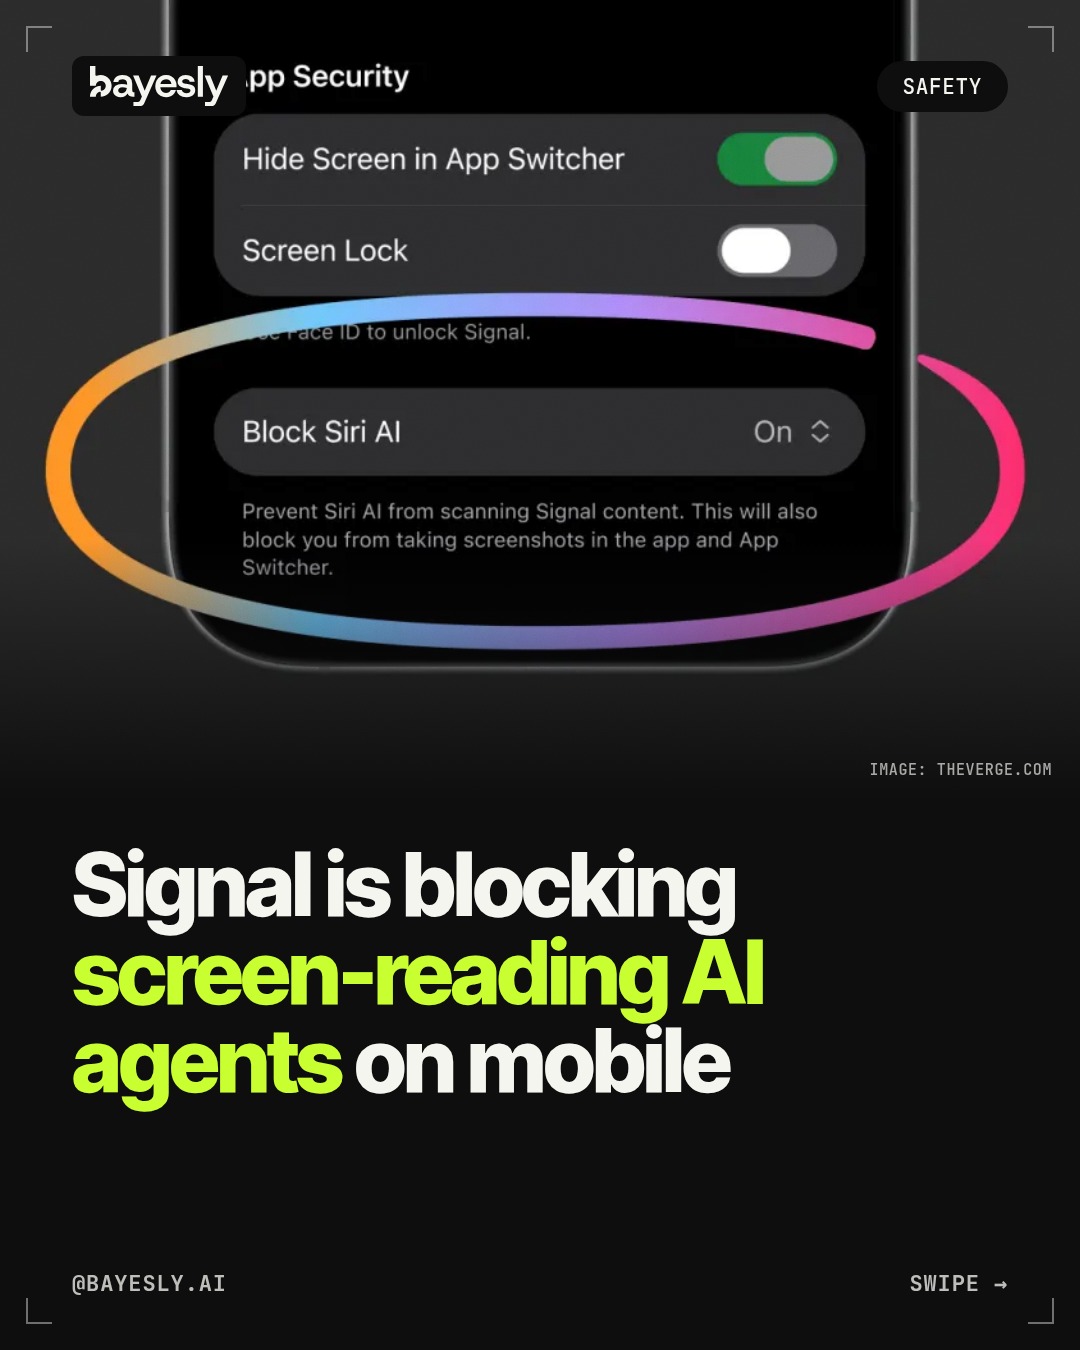 bayesly
App Security
SAFETY
Hide Screen in App Switcher
Screen Lock
Face ID to unlock Signal.
Block Siri AI
On
Prevent Siri AI from scanning Signal content. This will also
block you from taking screenshots in the app and App
Switcher.
IMAGE: THEVERGE.COM
Signal is blocking
screen-reading AI
agents on mobile
@BAYESLY.AI
SWIPE →